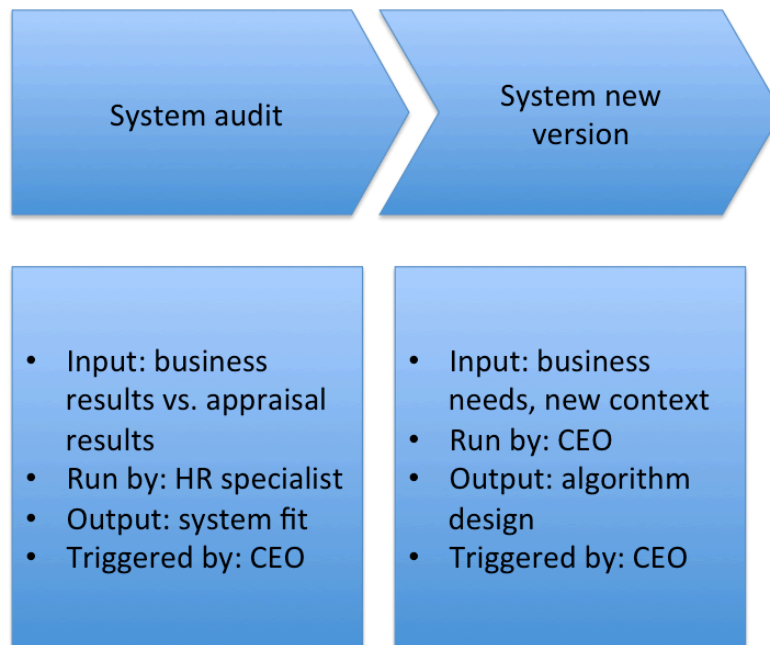 System audit
System new
version
• Input: business
results vs. appraisal
results
• Run by: HR specialist
• Output: system fit
• Triggered by: CEO
• Input: business
needs, new context
• Run by: CEO
• Output: algorithm
design
• Triggered by: CEO